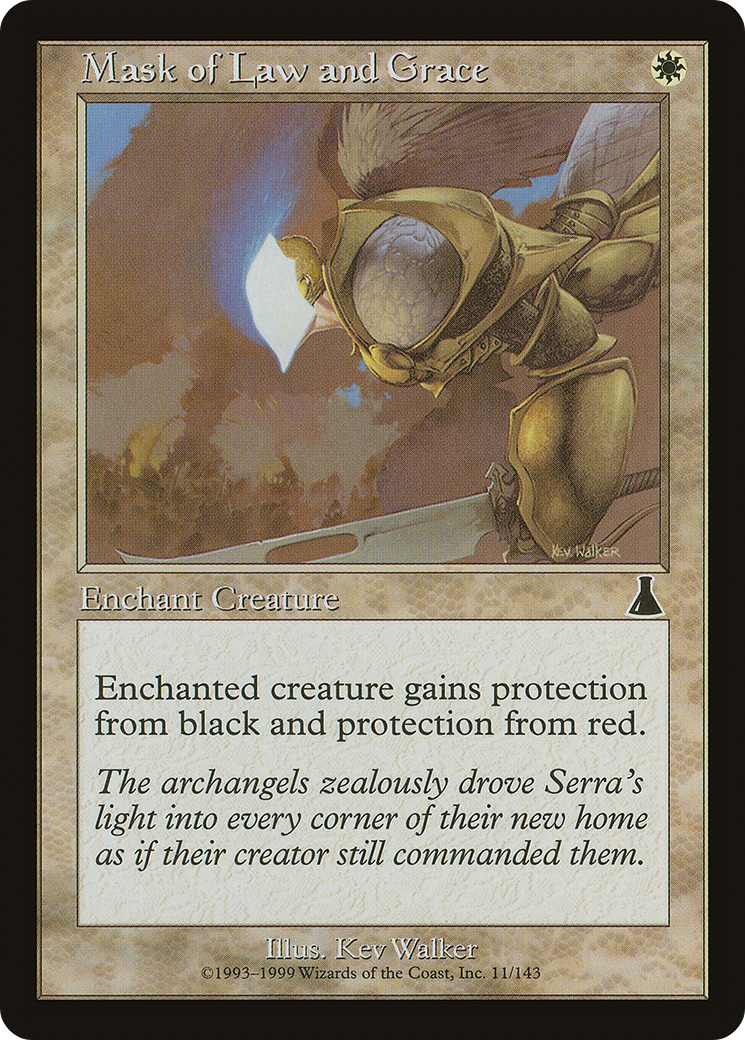 Mask of Law and Grace
Kev. Walker
Enchant Creature
Enchanted creature gains protection
from black and protection from red.
The archangels zealously drove Serra's
light into every corner of their new home
as if their creator still commanded them.
Illus. Kev Walker
©1993–1999 Wizards of the Coast, Inc. 11/143